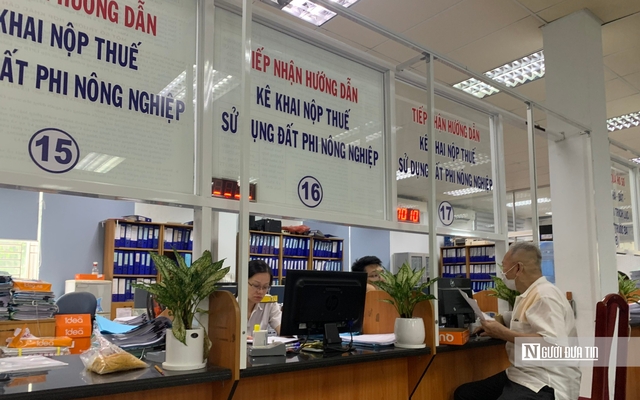 TIẾP NHẬN HƯỚNG DẪN
KÊ KHAI NỘP THUẾ
SỬ DỤNG ĐẤT PHI NÔNG NGHIỆP
16
HƯỚNG DẪN
KHAI NỘP THUẾ
ĐẤT PHI NÔNG NGHIỆP
15
TIẾP NHẬN HƯỚNG DẪN
KÊ KHAI NỘP THUẾ
SỬ DỤNG ĐẤT PHI NÔNG NGHIỆP
17
Idea
Idea
NGƯỜI ĐƯA TIN